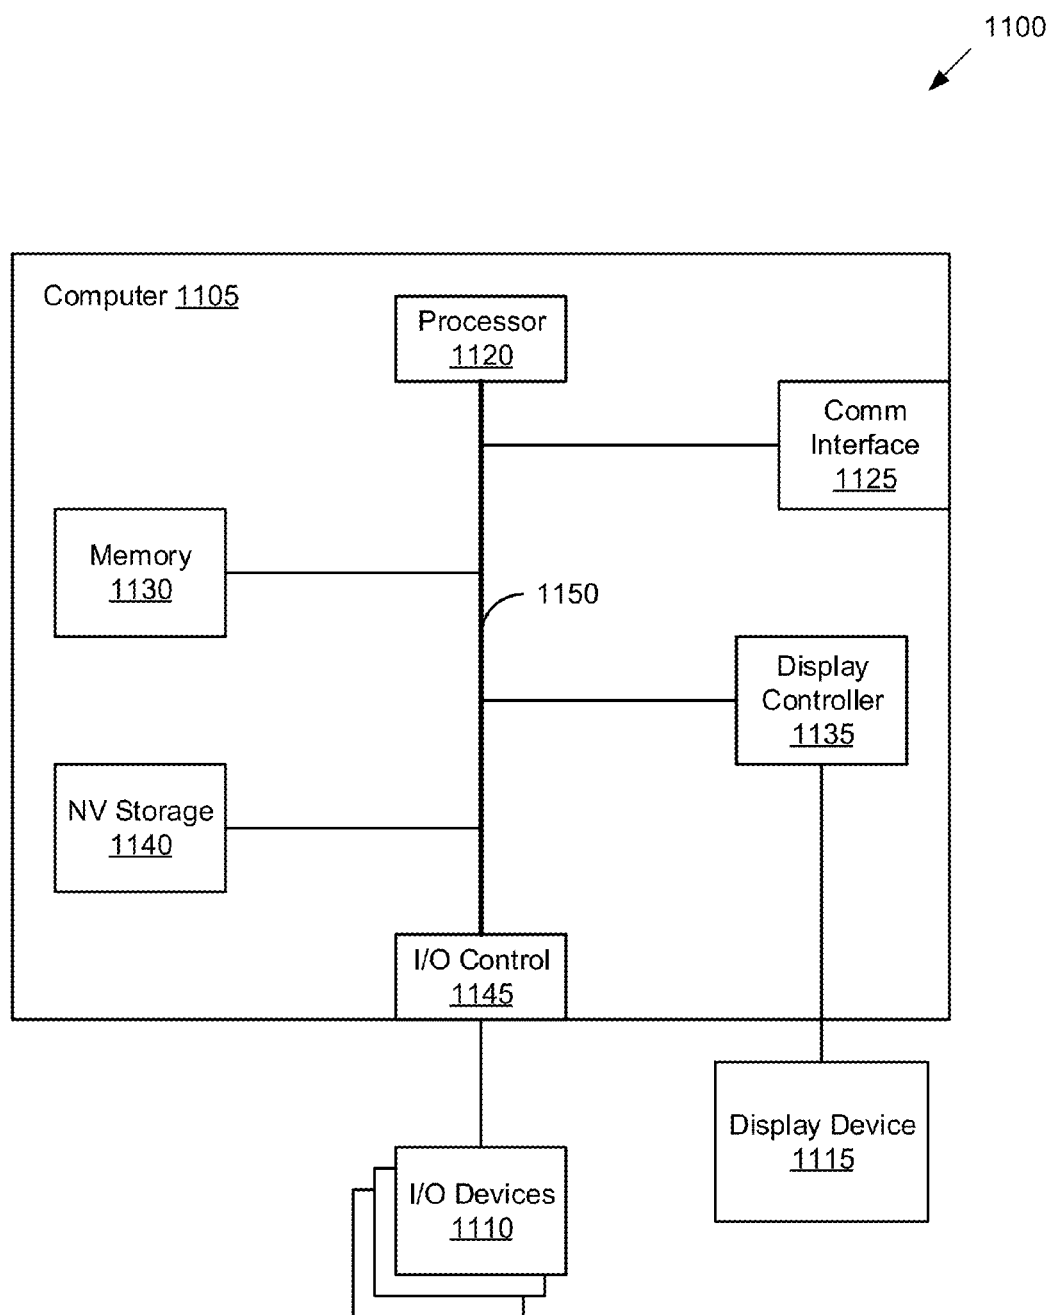 1100
Computer 1105
Processor
1120
Comm
Interface
1125
Memory
1130
1150
Display
Controller
1135
NV Storage
1140
I/O Control
1145
Display Device
1115
I/O Devices
1110